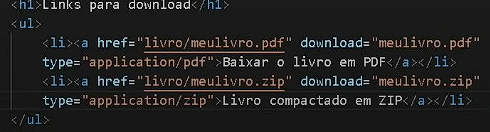 <h1>Links para download</h1>
<ul>
<li><a href="livro/meulivro.pdf" download="meulivro.pdf"
type="application/pdf">Baixar o livro em PDF</a></li>
<li><a href="livro/meulivro.zip" download="meulivro.zip"
type="application/zip">Livro compactado em ZIP</a></li>
</ul>